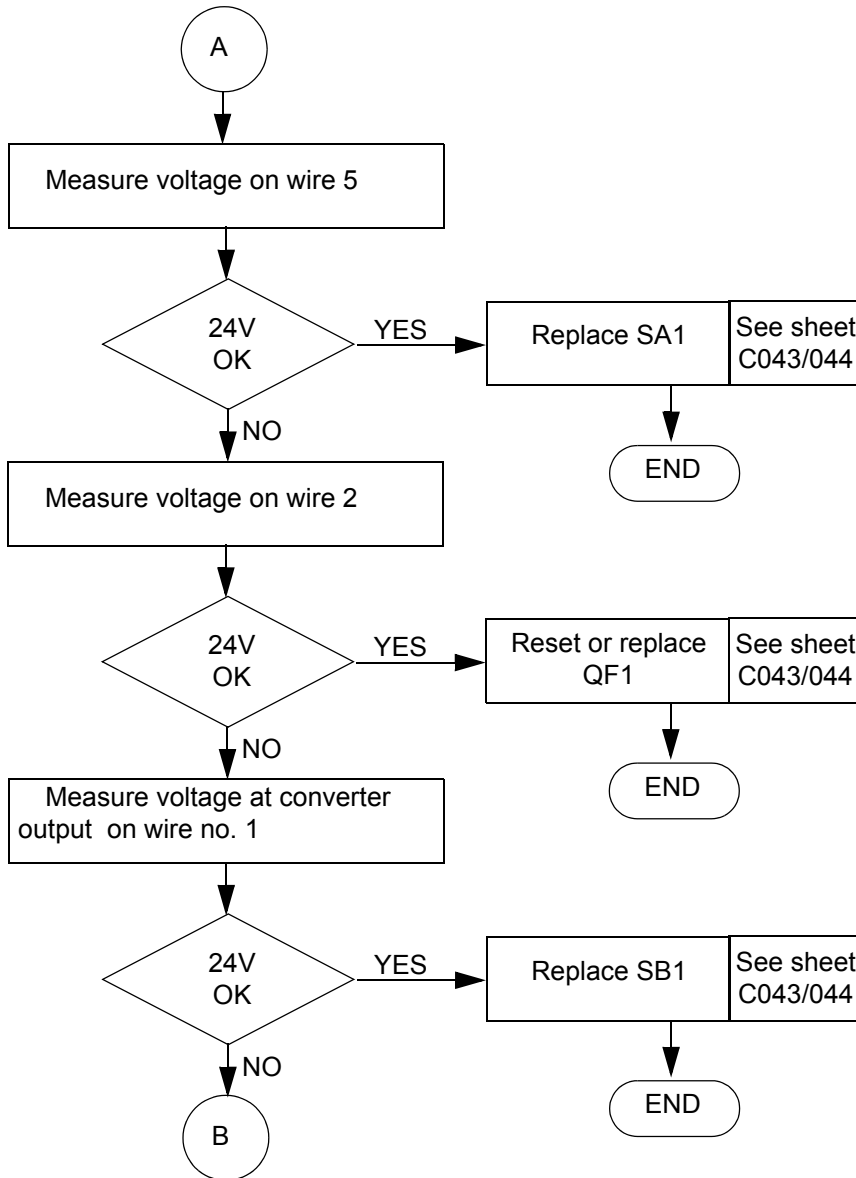 A
Measure voltage on wire 5
24V
OK
YES
Replace SA1
See sheet
C043/044
END
NO
Measure voltage on wire 2
24V
OK
YES
Reset or replace
QF1
See sheet
C043/044
END
NO
Measure voltage at converter
output on wire no. 1
24V
OK
YES
Replace SB1
See sheet
C043/044
END
NO
B